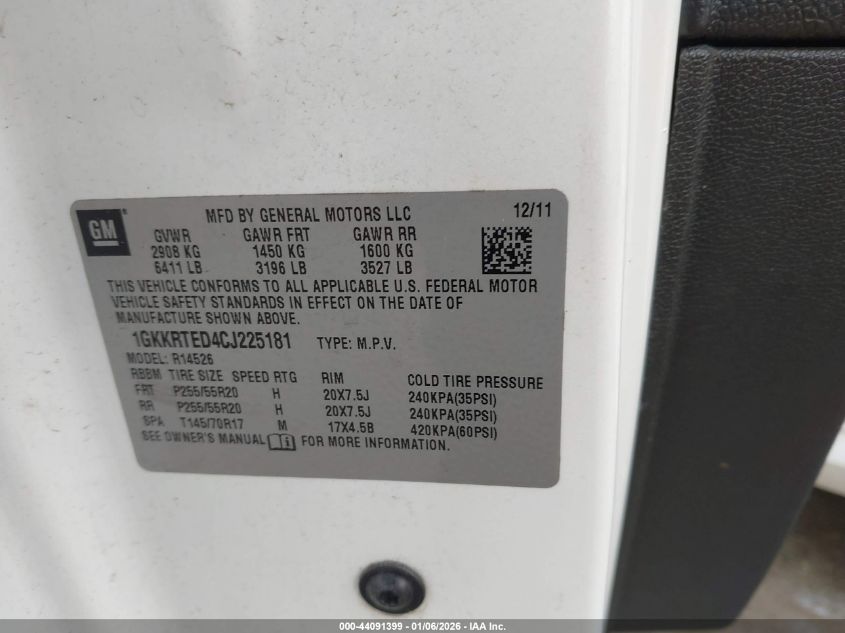 GM
MFD BY GENERAL MOTORS LLC 12/11
GVWR GAWR FRT GAWR RR
2908 KG 1450 KG 1600 KG
6411 LB 3196 LB 3527 LB
THIS VEHICLE CONFORMS TO ALL APPLICABLE U.S. FEDERAL MOTOR
VEHICLE SAFETY STANDARDS IN EFFECT ON THE DATE OF
MANUFACTURE SHOWN ABOVE.
1GKKRTED4CJ225181 TYPE: M.P.V.
MODEL: R14526
RBBM TIRE SIZE SPEED RTG RIM COLD TIRE PRESSURE
FRT P255/55R20 H 20X7.5J 240KPA(35PSI)
RR P255/55R20 H 20X7.5J 240KPA(35PSI)
SPA T145/70R17 M 17X4.5B 420KPA(60PSI)
SEE OWNER'S MANUAL FOR MORE INFORMATION.
000-44091399 - 01/06/2026 - IAA Inc.